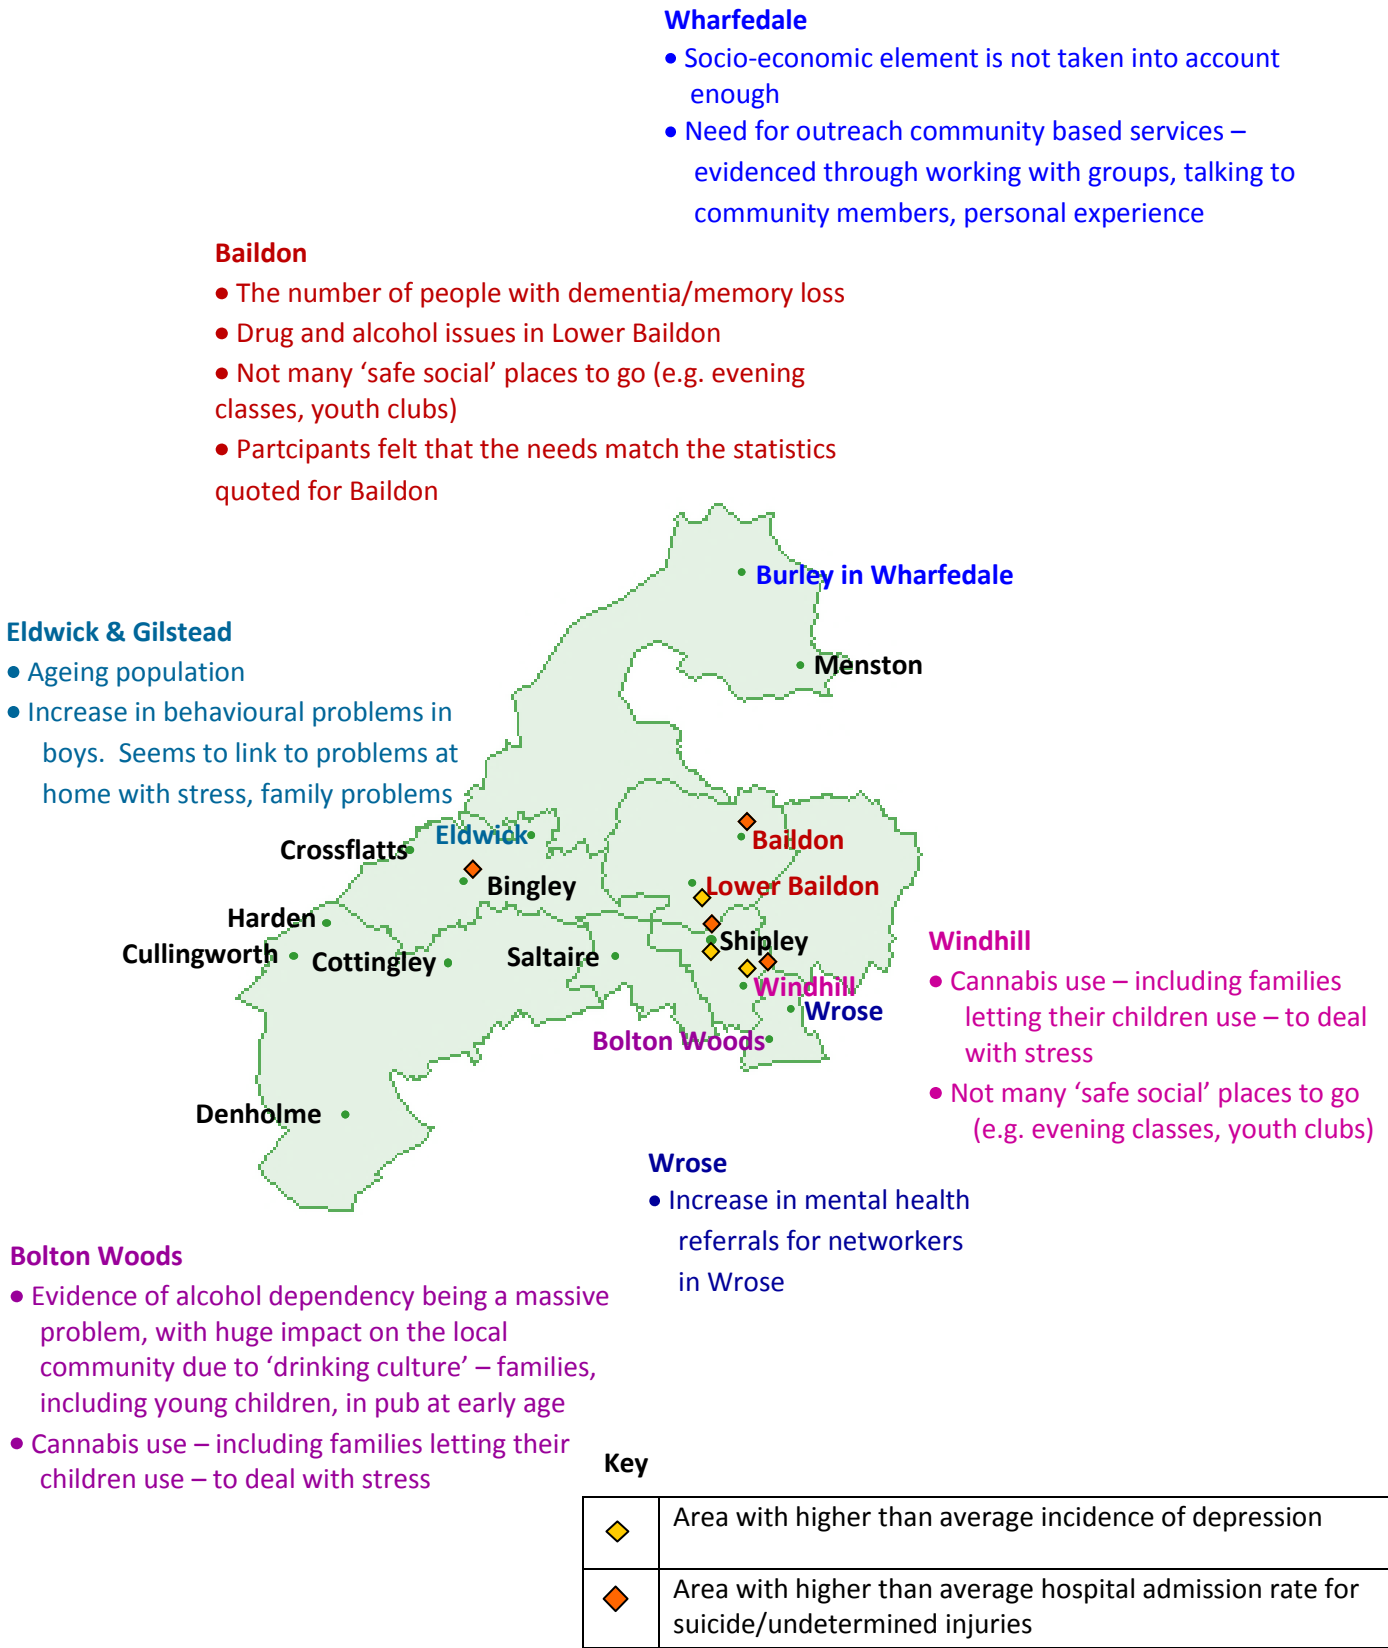 Wharfedale
• Socio-economic element is not taken into account
enough
• Need for outreach community based services –
evidenced through working with groups, talking to
community members, personal experience
Baildon
• The number of people with dementia/memory loss
• Drug and alcohol issues in Lower Baildon
• Not many ‘safe social’ places to go (e.g. evening
classes, youth clubs)
• Partcipants felt that the needs match the statistics
quoted for Baildon
Burley in Wharfedale
Menston
Eldwick & Gilstead
• Ageing population
• Increase in behavioural problems in
boys.  Seems to link to problems at
home with stress, family problems
Eldwick
Crossflatts
Baildon
Bingley
Lower Baildon
Harden
Cullingworth
Cottingley
Saltaire
Shipley
Windhill
Wrose
Bolton Woods
Denholme
Windhill
• Cannabis use – including families
letting their children use – to deal
with stress
• Not many ‘safe social’ places to go
(e.g. evening classes, youth clubs)
Wrose
• Increase in mental health
referrals for networkers
in Wrose
Bolton Woods
• Evidence of alcohol dependency being a massive
problem, with huge impact on the local
community due to ‘drinking culture’ – families,
including young children, in pub at early age
• Cannabis use – including families letting their
children use – to deal with stress
Key
Area with higher than average incidence of depression
Area with higher than average hospital admission rate for
suicide/undetermined injuries